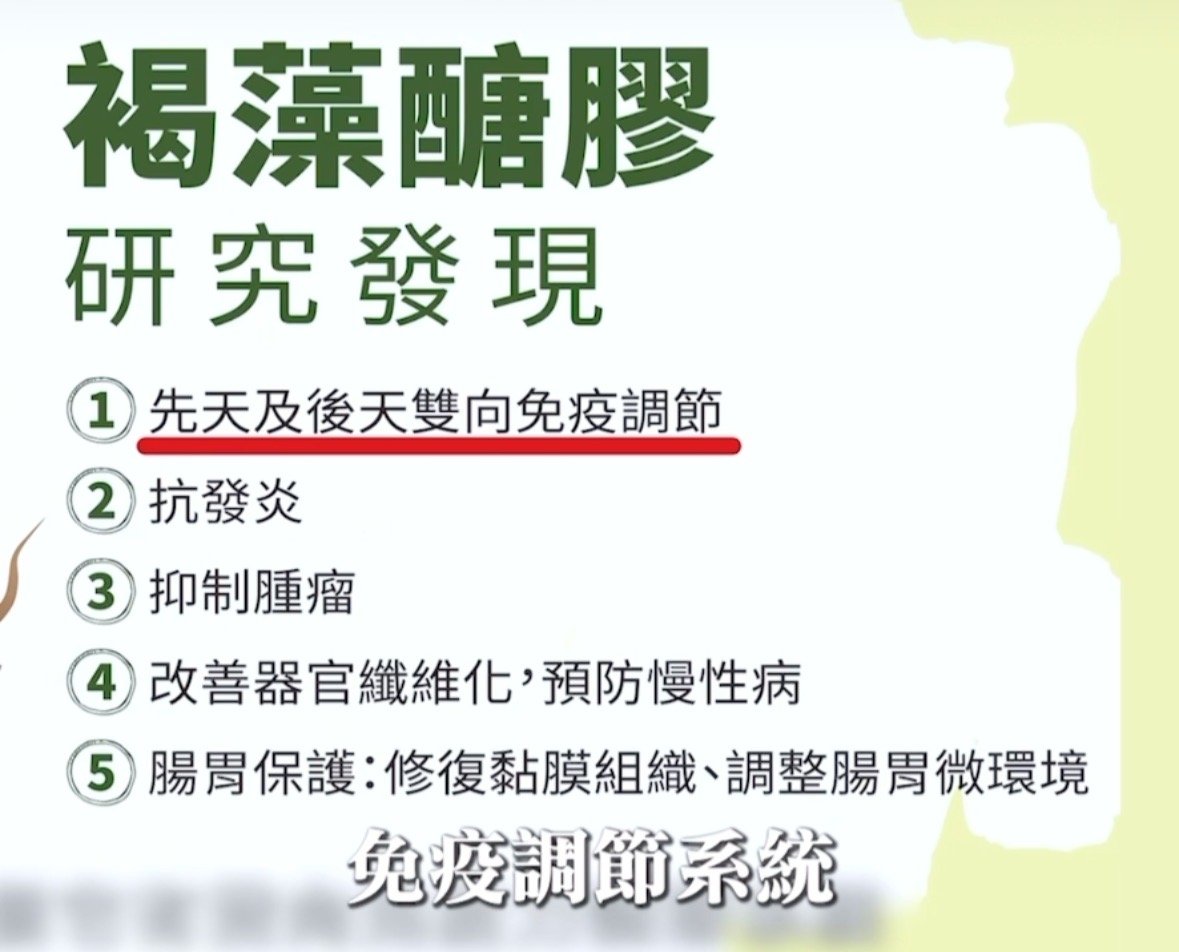 褐藻醣膠
研究發現
① 先天及後天雙向免疫調節
② 抗發炎
③ 抑制腫瘤
④ 改善器官纖維化，預防慢性病
⑤ 腸胃保護：修復黏膜組織、調整腸胃微環境
免疫調節系統